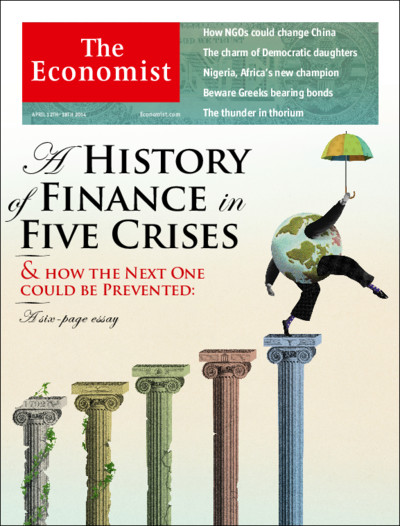 The
Economist
APRIL 12TH-18TH 2014
Economist.com
How NGOs could change China
The charm of Democratic daughters
Nigeria, Africa's new champion
Beware Greeks bearing bonds
The thunder in thorium
A HISTORY
of FINANCE in
FIVE CRISES
& HOW THE NEXT ONE
COULD BE PREVENTED:
A six-page essay